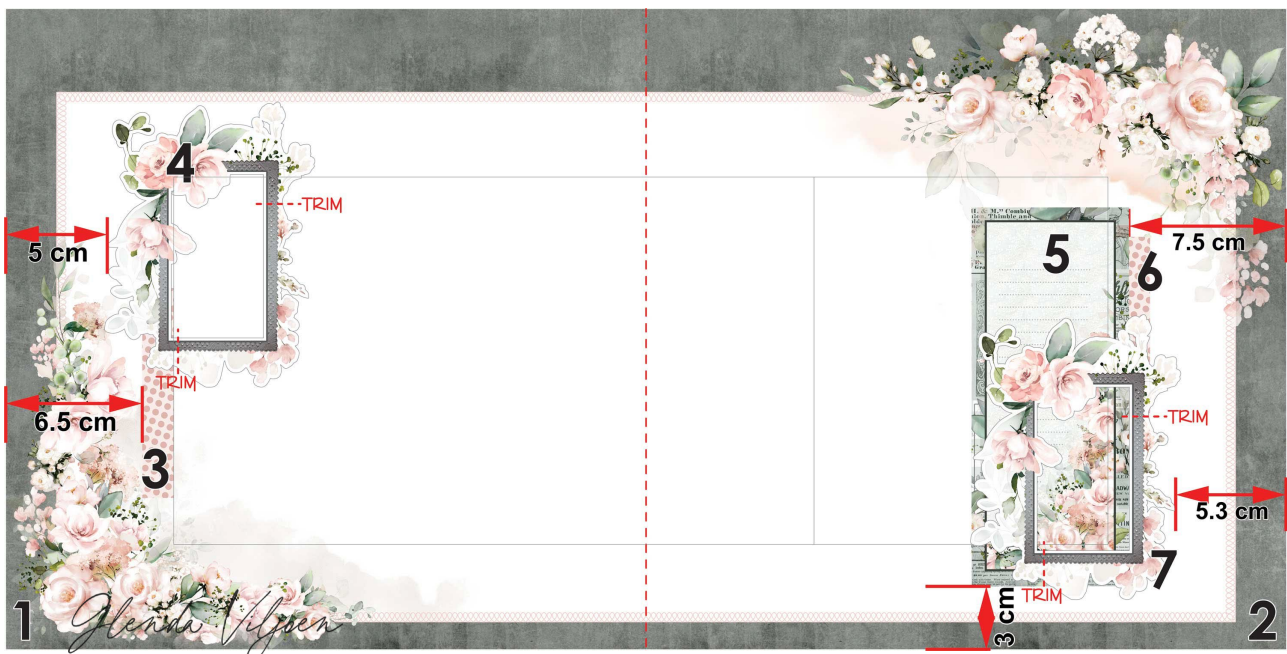 4
TRIM
5 cm
H. & M." Combin
Thimble and
5
7.5 cm
6
TRIM
6.5 cm
3
TRIM
5.3 cm
7
TRIM
3 cm
1
Glenda Viljoen
2